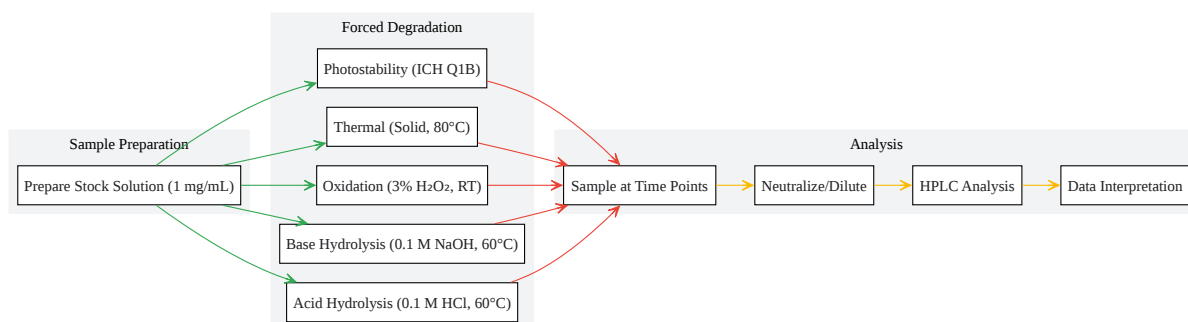 Forced Degradation
Photostability (ICH Q1B)
Thermal (Solid, 80°C)
Sample Preparation
Analysis
Prepare Stock Solution (1 mg/mL)
Oxidation (3% H₂O₂, RT)
Sample at Time Points
Neutralize/Dilute
HPLC Analysis
Data Interpretation
Base Hydrolysis (0.1 M NaOH, 60°C)
Acid Hydrolysis (0.1 M HCl, 60°C)